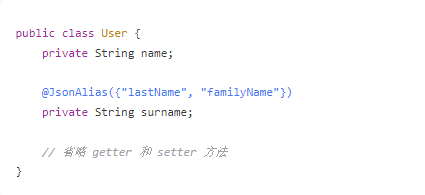 public class User {
    private String name;

    @JsonAlias({"lastName", "familyName"})
    private String surname;

    // 省略 getter 和 setter 方法
}